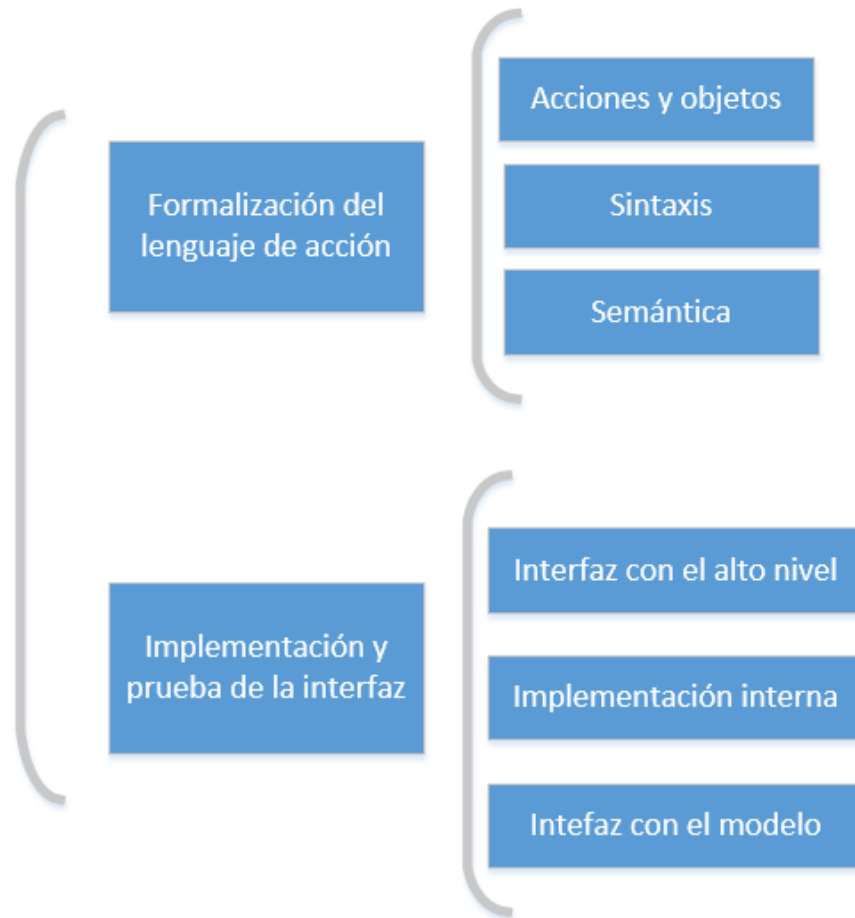 Formalización del
lenguaje de acción
Acciones y objetos
Sintaxis
Semántica
Implementación y
prueba de la interfaz
Interfaz con el alto nivel
Implementación interna
Intefaz con el modelo